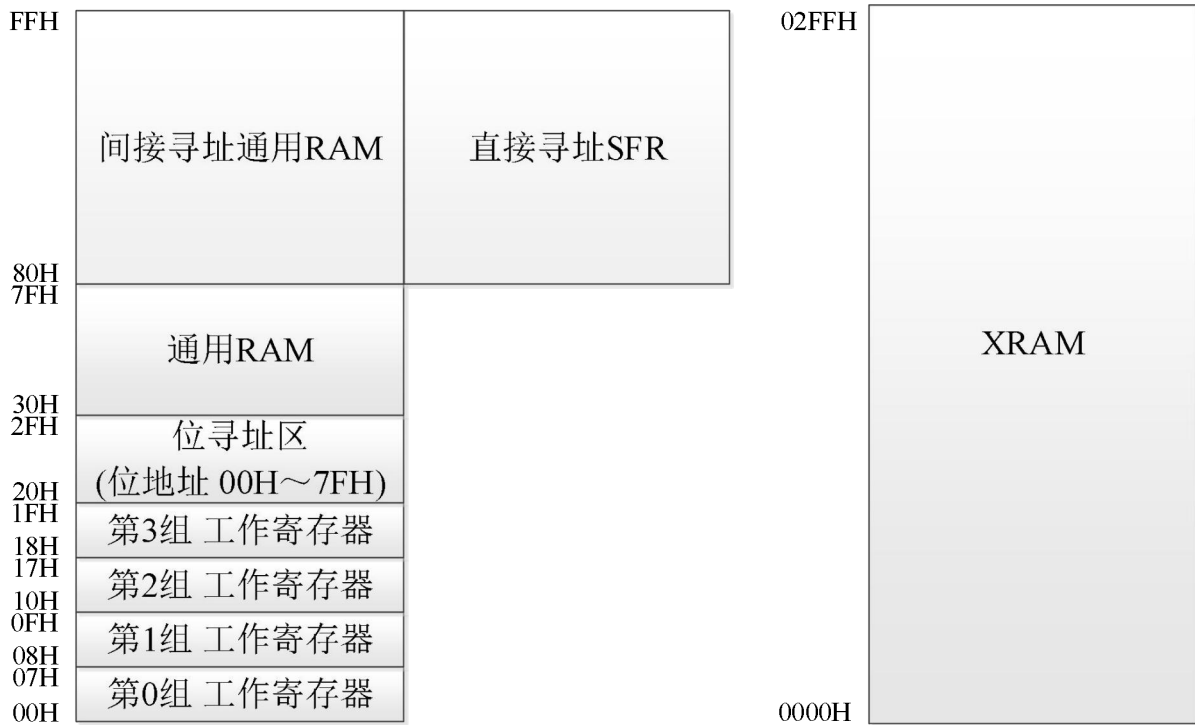 FFH
间接寻址通用RAM
直接寻址SFR
80H
7FH
通用RAM
30H
2FH
位寻址区
(位地址 00H～7FH)
20H
1FH
第3组 工作寄存器
18H
17H
第2组 工作寄存器
10H
0FH
第1组 工作寄存器
08H
07H
第0组 工作寄存器
00H
02FFH
XRAM
0000H